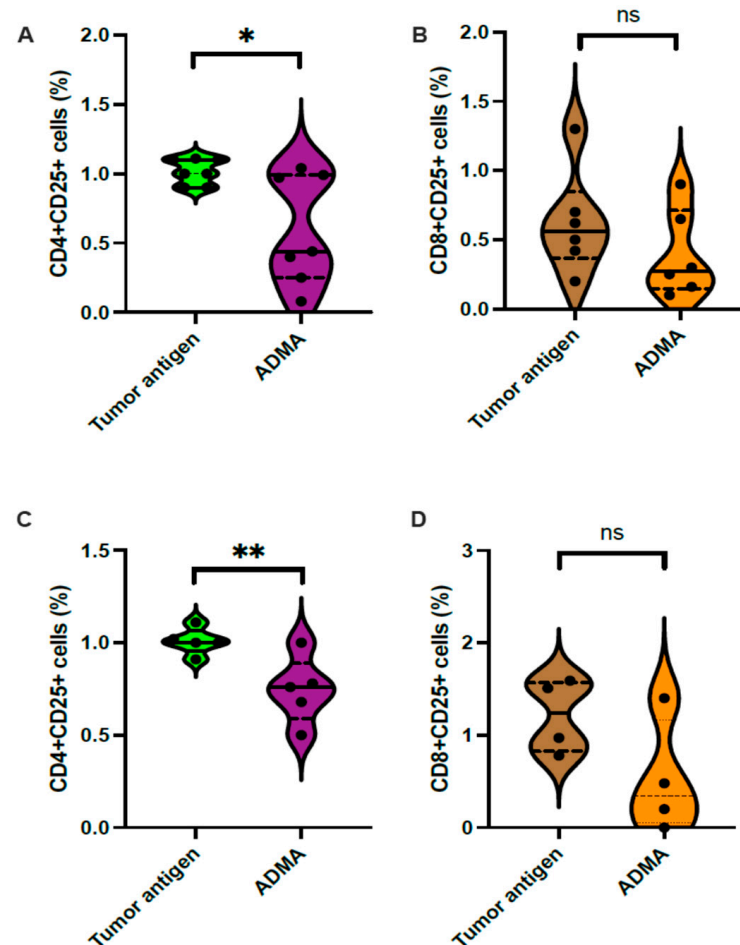 A
CD4+CD25+ cells (%)
2.0
1.5
1.0
0.5
0.0
*
Tumor antigen
ADMA
B
CD8+CD25+ cells (%)
2.0
1.5
1.0
0.5
0.0
ns
Tumor antigen
ADMA
C
CD4+CD25+ cells (%)
1.5
1.0
0.5
0.0
**
Tumor antigen
ADMA
D
CD8+CD25+ cells (%)
3
2
1
0
ns
Tumor antigen
ADMA